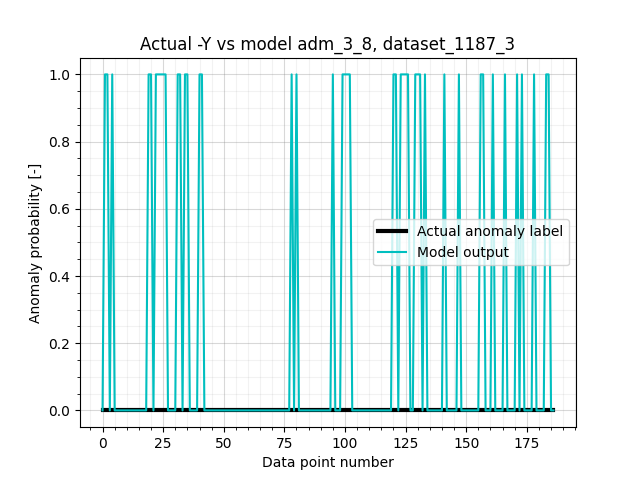 Actual -Y vs model adm_3_8, dataset_1187_3
Anomaly probability [-]
1.0
0.8
0.6
0.4
0.2
0.0
Actual anomaly label
Model output
0 25 50 75 100 125 150 175
Data point number